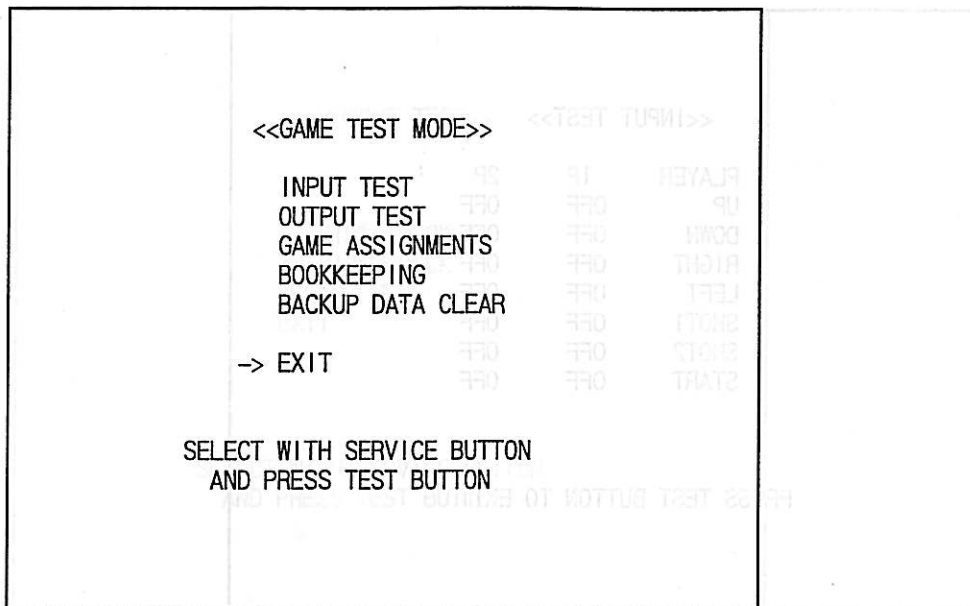 <<GAME TEST MODE>>
INPUT TEST
OUTPUT TEST
GAME ASSIGNMENTS
BOOKKEEPING
BACKUP DATA CLEAR
-> EXIT
SELECT WITH SERVICE BUTTON
AND PRESS TEST BUTTON